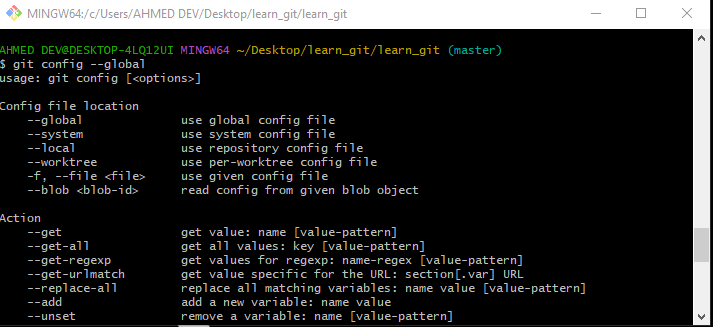 MINGW64:/c/Users/AHMED DEV/Desktop/learn_git/learn_git
AHMED DEV@DESKTOP-4LQ12UI MINGW64 ~/Desktop/learn_git/learn_git (master)
$ git config --global
usage: git config [<options>]
Config file location
    --global              use global config file
    --system              use system config file
    --local               use repository config file
    --worktree            use per-worktree config file
    -f, --file <file>     use given config file
    --blob <blob-id>      read config from given blob object
Action
    --get                 get value: name [value-pattern]
    --get-all             get all values: key [value-pattern]
    --get-regexp          get values for regexp: name-regex [value-pattern]
    --get-urlmatch        get value specific for the URL: section[.var] URL
    --replace-all         replace all matching variables: name value [value-pattern]
    --add                 add a new variable: name value
    --unset               remove a variable: name [value-pattern]